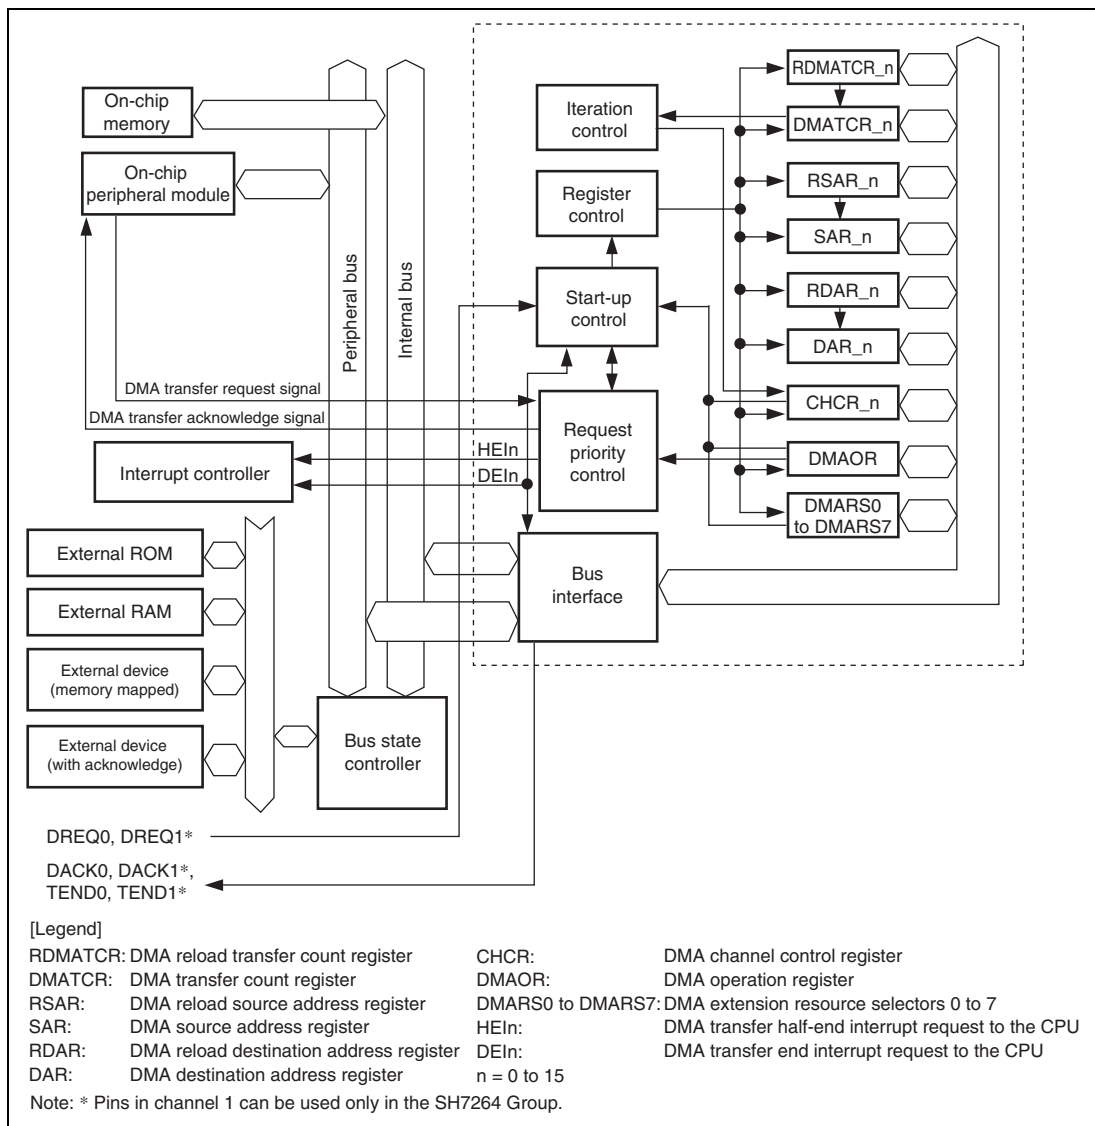 On-chip
memory
On-chip
peripheral module
Peripheral bus
Internal bus
DMA transfer request signal
DMA transfer acknowledge signal
Interrupt controller
HEIn
DEIn
External ROM
External RAM
External device
(memory mapped)
External device
(with acknowledge)
Bus state
controller
Iteration
control
Register
control
Start-up
control
Request
priority
control
Bus
interface
RDMATCR_n
DMATCR_n
RSAR_n
SAR_n
RDAR_n
DAR_n
CHCR_n
DMAOR
DMARS0
to DMARS7
DREQ0, DREQ1*
DACK0, DACK1*,
TEND0, TEND1*
[Legend]
RDMATCR: DMA reload transfer count register
DMATCR: DMA transfer count register
RSAR: DMA reload source address register
SAR: DMA source address register
RDAR: DMA reload destination address register
DAR: DMA destination address register
CHCR: DMA channel control register
DMAOR: DMA operation register
DMARS0 to DMARS7: DMA extension resource selectors 0 to 7
HEIn: DMA transfer half-end interrupt request to the CPU
DEIn: DMA transfer end interrupt request to the CPU
n = 0 to 15
Note: * Pins in channel 1 can be used only in the SH7264 Group.